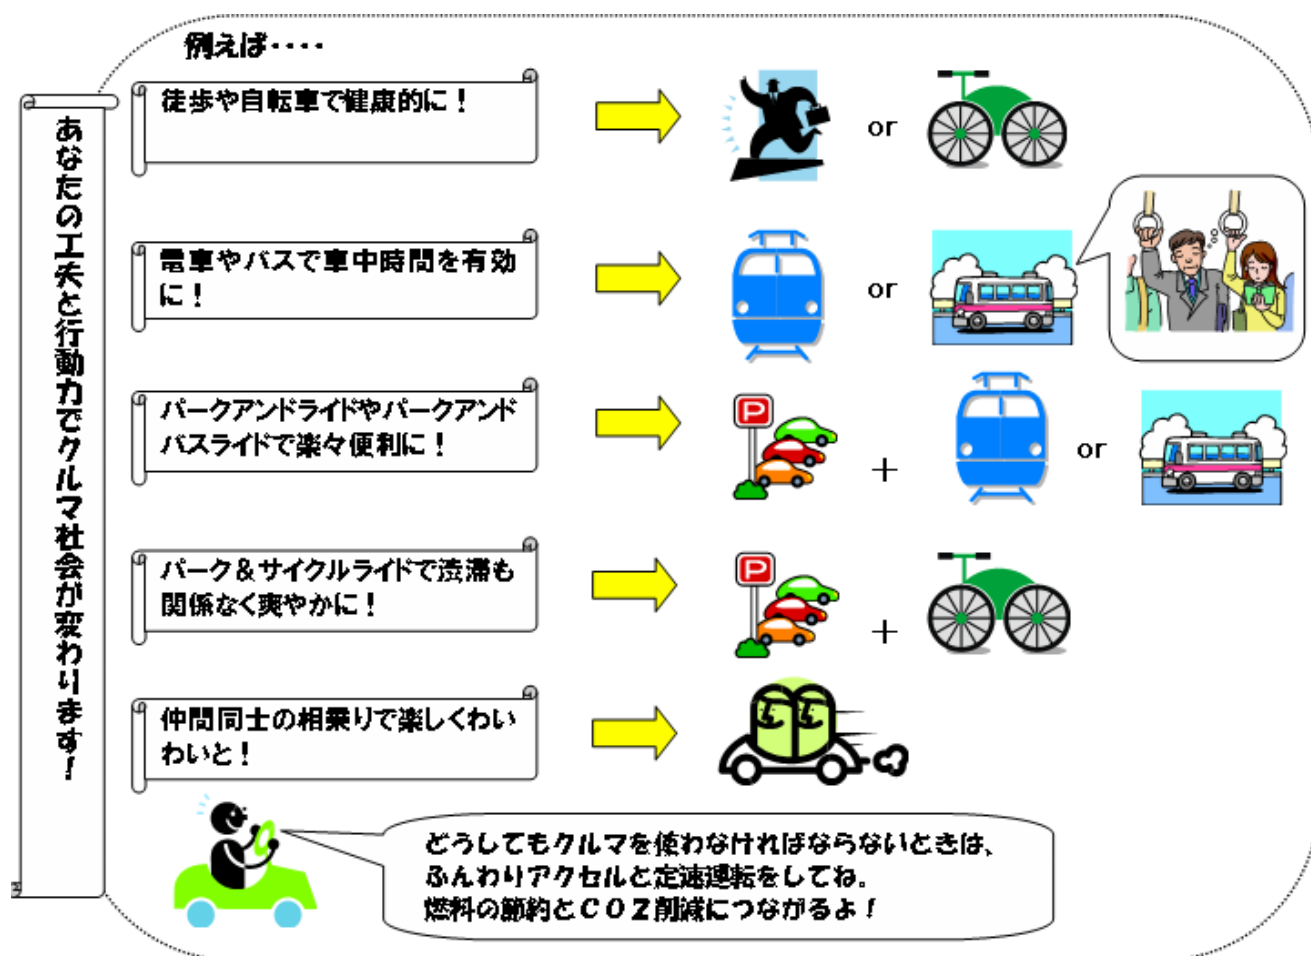 例えば････
あなたの工夫と行動力でクルマ社会が変わります！
徒歩や自転車で健康的に！
or
電車やバスで車中時間を有効
に！
or
パークアンドライドやパークアンド
バスライドで楽々便利に！
P
+
or
パーク＆サイクルライドで渋滞も
関係なく爽やかに！
P
+
仲間同士の相乗りで楽しくわい
わいと！
どうしてもクルマを使わなければならないときは、
ふんわりアクセルと定速運転をしてね。
燃料の節約とＣＯ２削減につながるよ！